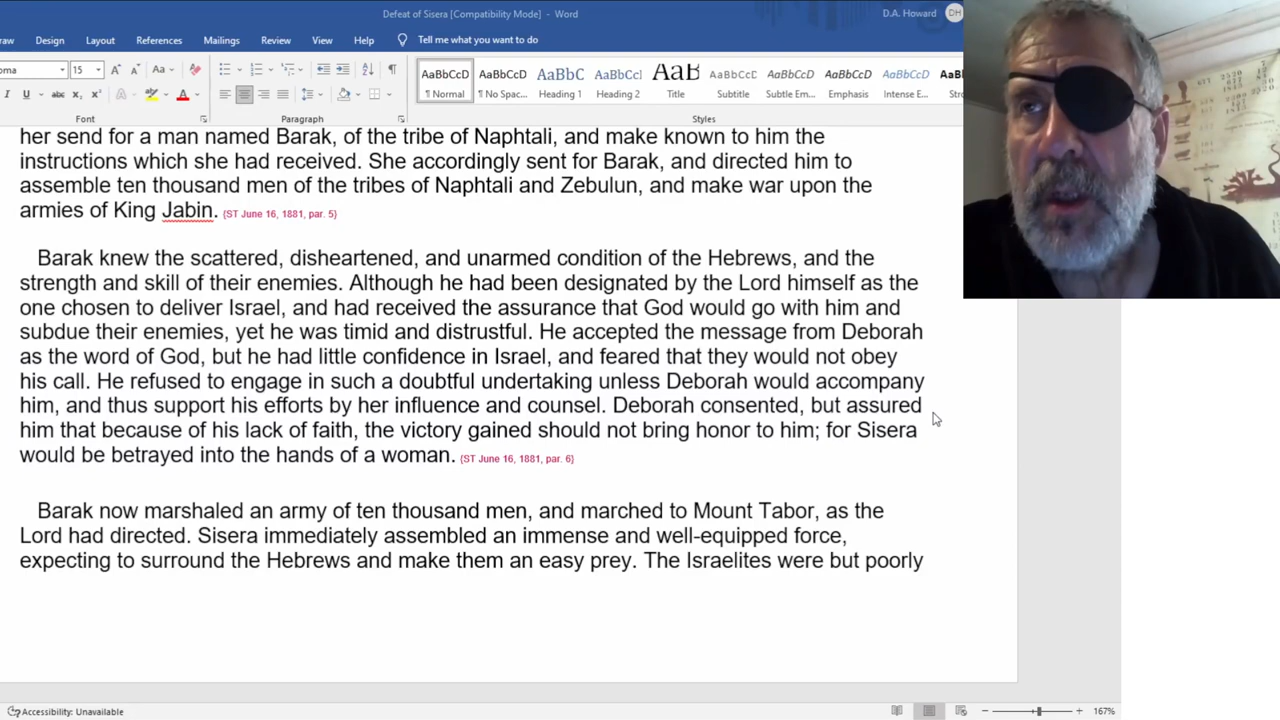 Defeat of Sisera [Compatibility Mode] - Word
D.A. Howard
DH
raw Design Layout References Mailings Review View Help Tell me what you want to do
oma 15 A A Aa
I U abc x₂ x² A A
Font Paragraph Styles
AaBbCcD AaBbCcD AaBbC AaBbCcl AaB AaBbCcD AaBbCcD AaBbCcD AaBbCcD AaBb
¶ Normal ¶ No Spac... Heading 1 Heading 2 Title Subtitle Subtle Em... Emphasis Intense E... Stro
her send for a man named Barak, of the tribe of Naphtali, and make known to him the
instructions which she had received. She accordingly sent for Barak, and directed him to
assemble ten thousand men of the tribes of Naphtali and Zebulun, and make war upon the
armies of King Jabin. {ST June 16, 1881, par. 5}
Barak knew the scattered, disheartened, and unarmed condition of the Hebrews, and the
strength and skill of their enemies. Although he had been designated by the Lord himself as the
one chosen to deliver Israel, and had received the assurance that God would go with him and
subdue their enemies, yet he was timid and distrustful. He accepted the message from Deborah
as the word of God, but he had little confidence in Israel, and feared that they would not obey
his call. He refused to engage in such a doubtful undertaking unless Deborah would accompany
him, and thus support his efforts by her influence and counsel. Deborah consented, but assured
him that because of his lack of faith, the victory gained should not bring honor to him; for Sisera
would be betrayed into the hands of a woman. {ST June 16, 1881, par. 6}
Barak now marshaled an army of ten thousand men, and marched to Mount Tabor, as the
Lord had directed. Sisera immediately assembled an immense and well-equipped force,
expecting to surround the Hebrews and make them an easy prey. The Israelites were but poorly
Accessibility: Unavailable
167%